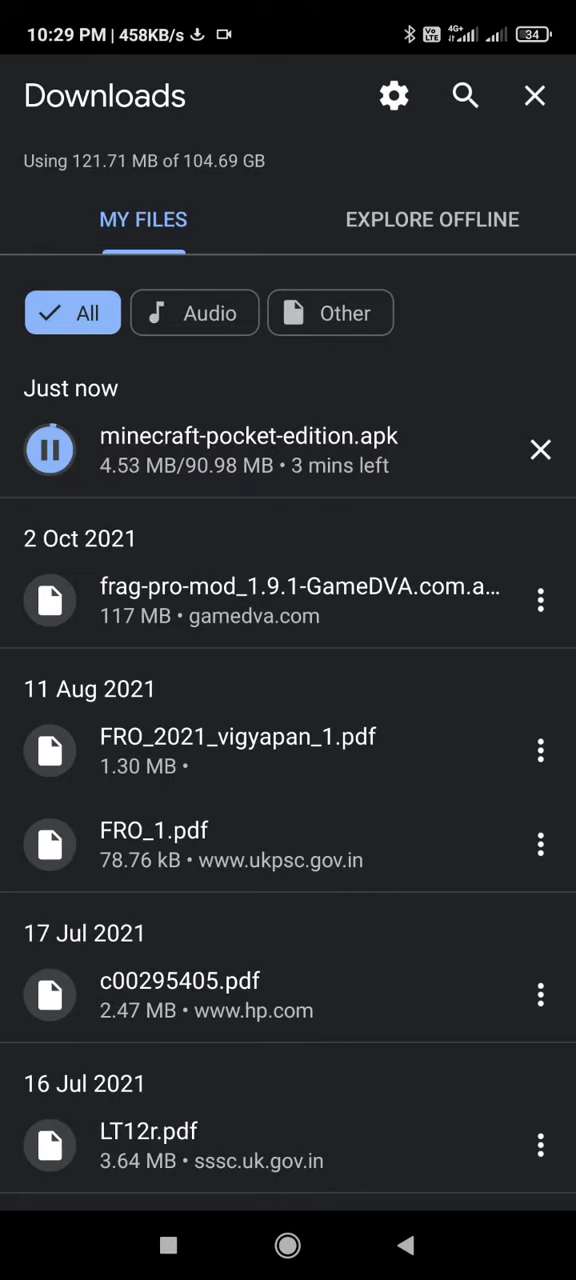 10:29 PM | 458KB/s
Vo LTE 4G+ 34
Downloads
Using 121.71 MB of 104.69 GB
MY FILES EXPLORE OFFLINE
All Audio Other
Just now
minecraft-pocket-edition.apk
4.53 MB/90.98 MB • 3 mins left
2 Oct 2021
frag-pro-mod_1.9.1-GameDVA.com.a...
117 MB • gamedva.com
11 Aug 2021
FRO_2021_vigyapan_1.pdf
1.30 MB •
FRO_1.pdf
78.76 kB • www.ukpsc.gov.in
17 Jul 2021
c00295405.pdf
2.47 MB • www.hp.com
16 Jul 2021
LT12r.pdf
3.64 MB • sssc.uk.gov.in